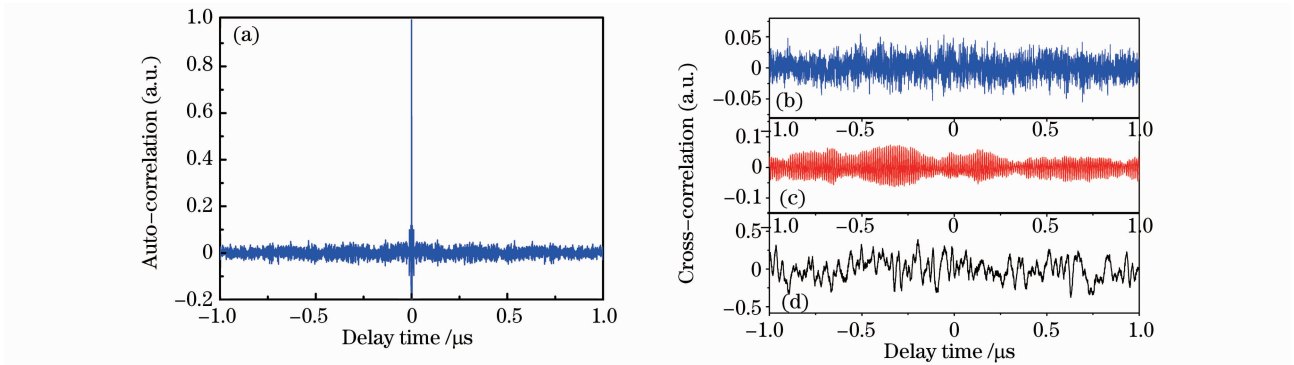 (a)
Auto-correlation (a.u.)
1.0
0.8
0.6
0.4
0.2
0
-0.2
-1.0 -0.5 0 0.5 1.0
Delay time /μs
Cross-correlation (a.u.)
0.05
0
-0.05
(b)
-1.0 -0.5 0 0.5 1.0
0.1
0
-0.1
(c)
-1.0 -0.5 0 0.5 1.0
0.5
0
-0.5
(d)
-1.0 -0.5 0 0.5 1.0
Delay time /μs